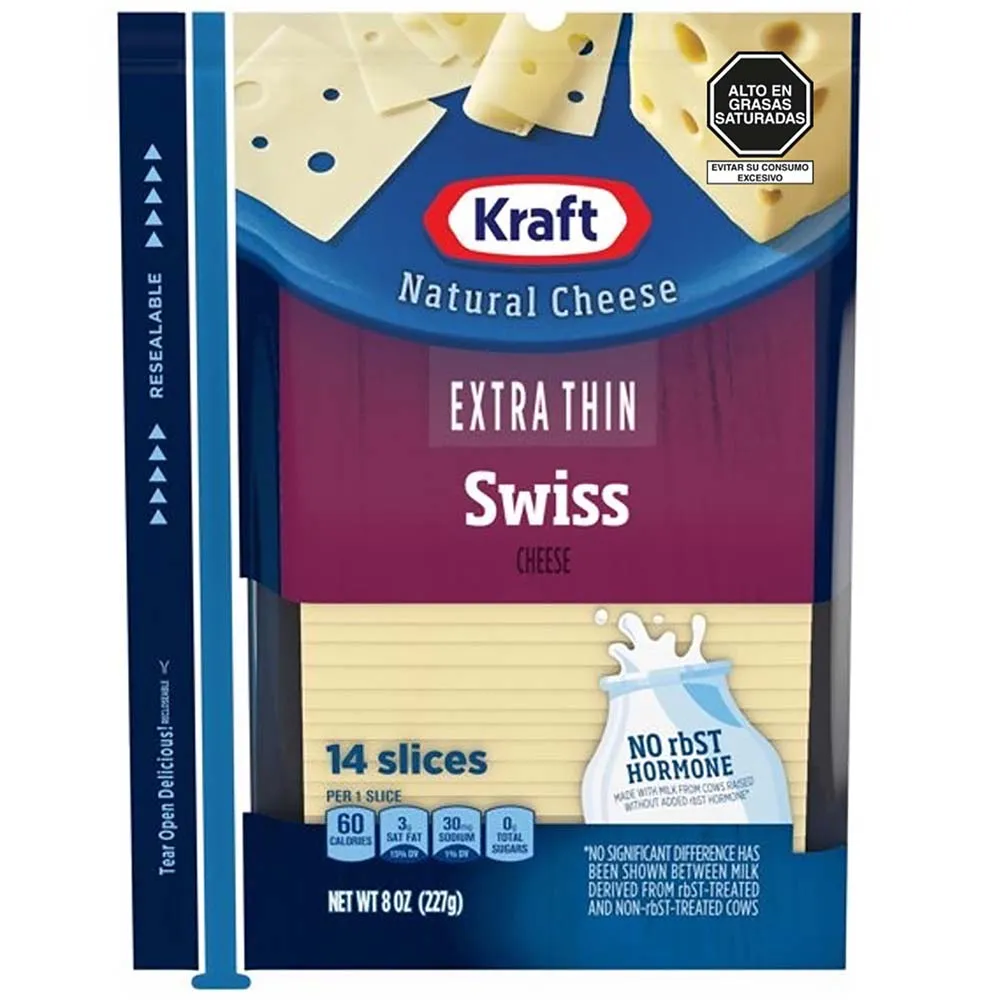 ALTO EN
GRASAS
SATURADAS
EVITAR SU CONSUMO
EXCESIVO
Kraft
Natural Cheese
EXTRA THIN
Swiss
CHEESE
RESEALABLE
Tear Open Delicious! RECLOSEABLE
14 slices
PER 1 SLICE
60
CALORIES
3g
SAT FAT
15% DV
30mg
SODIUM
1% DV
0g
TOTAL
SUGARS
NET WT 8 OZ (227g)
NO rbST
HORMONE
MADE WITH MILK FROM COWS RAISED
WITHOUT ADDED rbST HORMONE*
*NO SIGNIFICANT DIFFERENCE HAS
BEEN SHOWN BETWEEN MILK
DERIVED FROM rbST-TREATED
AND NON-rbST-TREATED COWS